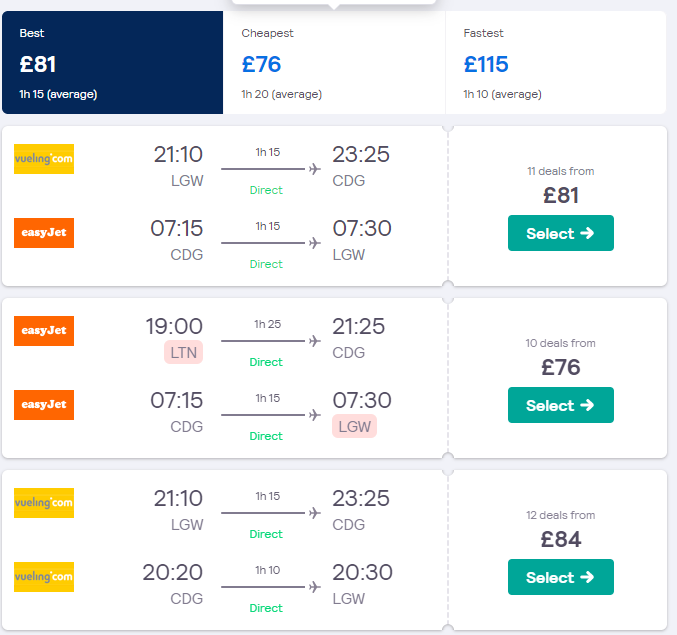 Best
£81
1h 15 (average)
Cheapest
£76
1h 20 (average)
Fastest
£115
1h 10 (average)
vueling.com
21:10 1h 15 23:25
LGW Direct CDG
easyJet
07:15 1h 15 07:30
CDG Direct LGW
11 deals from
£81
Select →
easyJet
19:00 1h 25 21:25
LTN Direct CDG
easyJet
07:15 1h 15 07:30
CDG Direct LGW
10 deals from
£76
Select →
vueling.com
21:10 1h 15 23:25
LGW Direct CDG
vueling.com
20:20 1h 10 20:30
CDG Direct LGW
12 deals from
£84
Select →